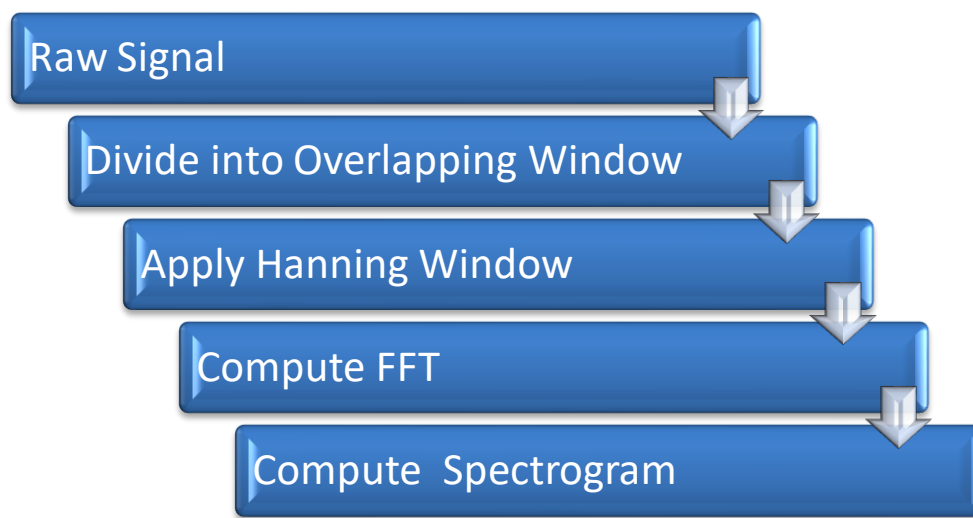 Raw Signal
Divide into Overlapping Window
Apply Hanning Window
Compute FFT
Compute  Spectrogram